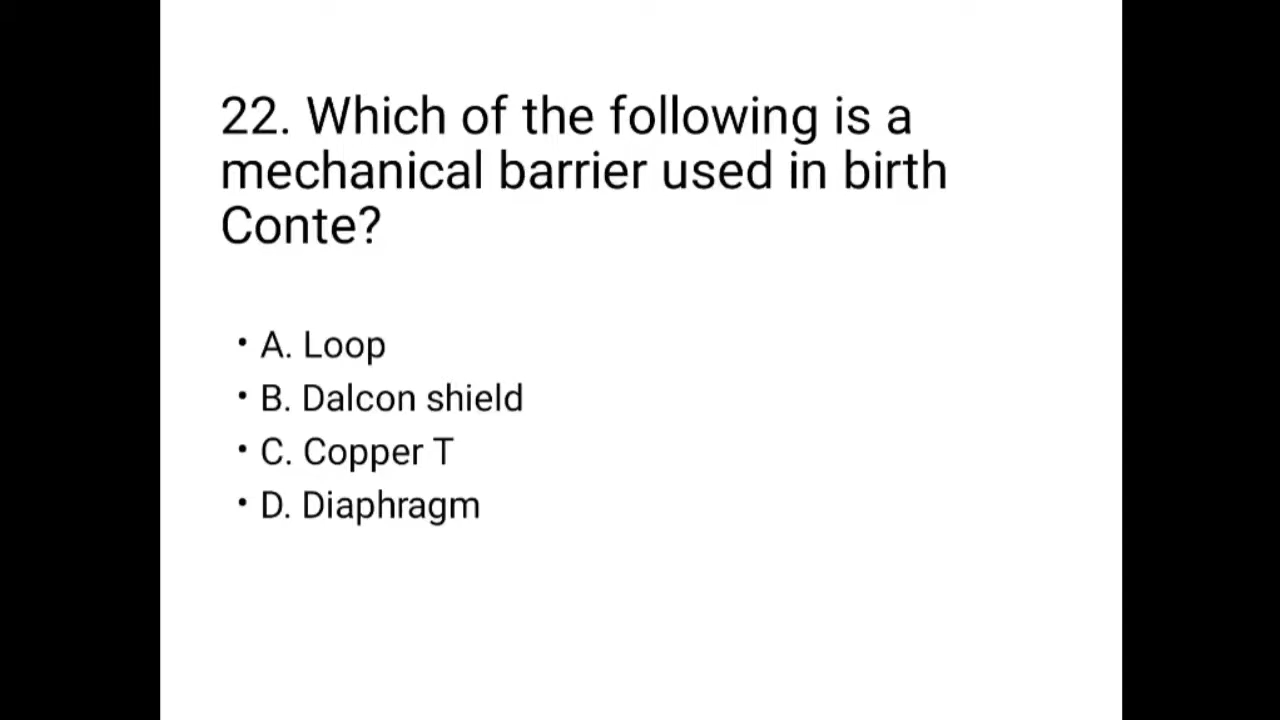 22. Which of the following is a
mechanical barrier used in birth
Conte?
• A. Loop
• B. Dalcon shield
• C. Copper T
• D. Diaphragm